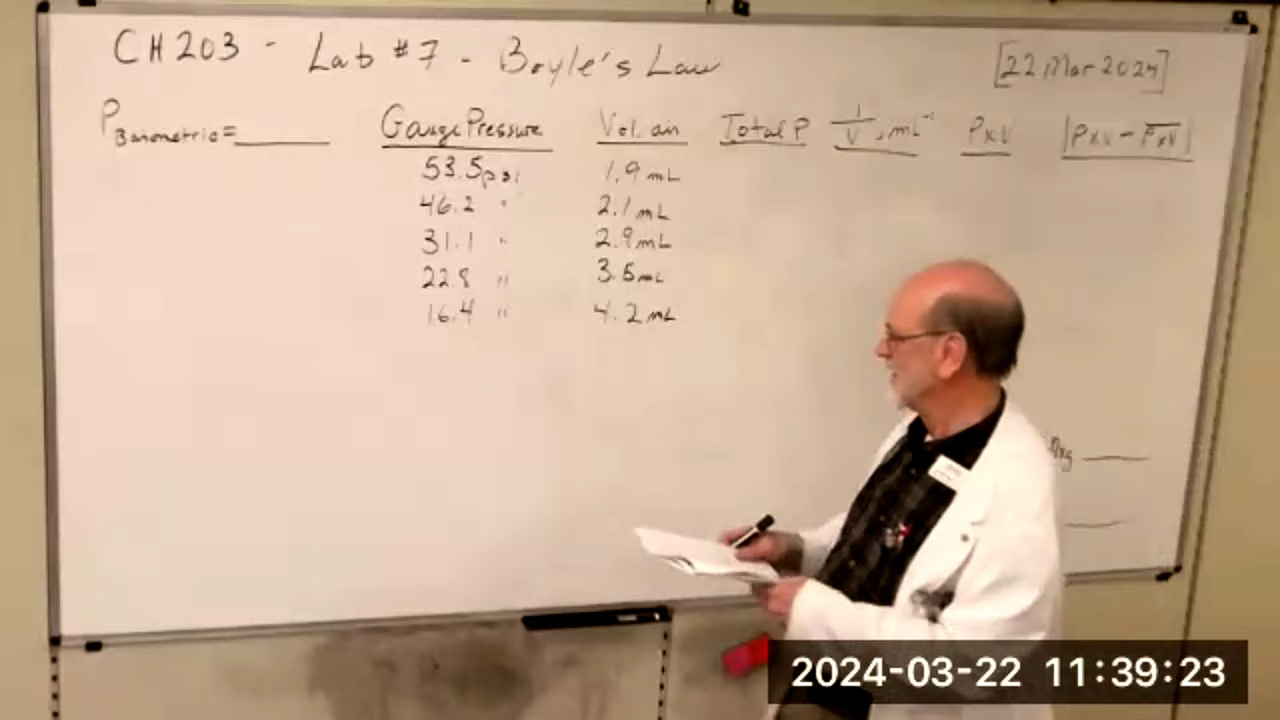 CH203 - Lab #7 - Boyle's Law [22 Mar 2024]
P Barometric = ______ Gauge Pressure Vol. air Total P 1/V, mL⁻¹ P×V |P×V - P̅×̅V̅|
53.5 psi 1.9 mL
46.2 " 2.1 mL
31.1 " 2.9 mL
22.8 " 3.5 mL
16.4 " 4.2 mL
2024-03-22 11:39:23